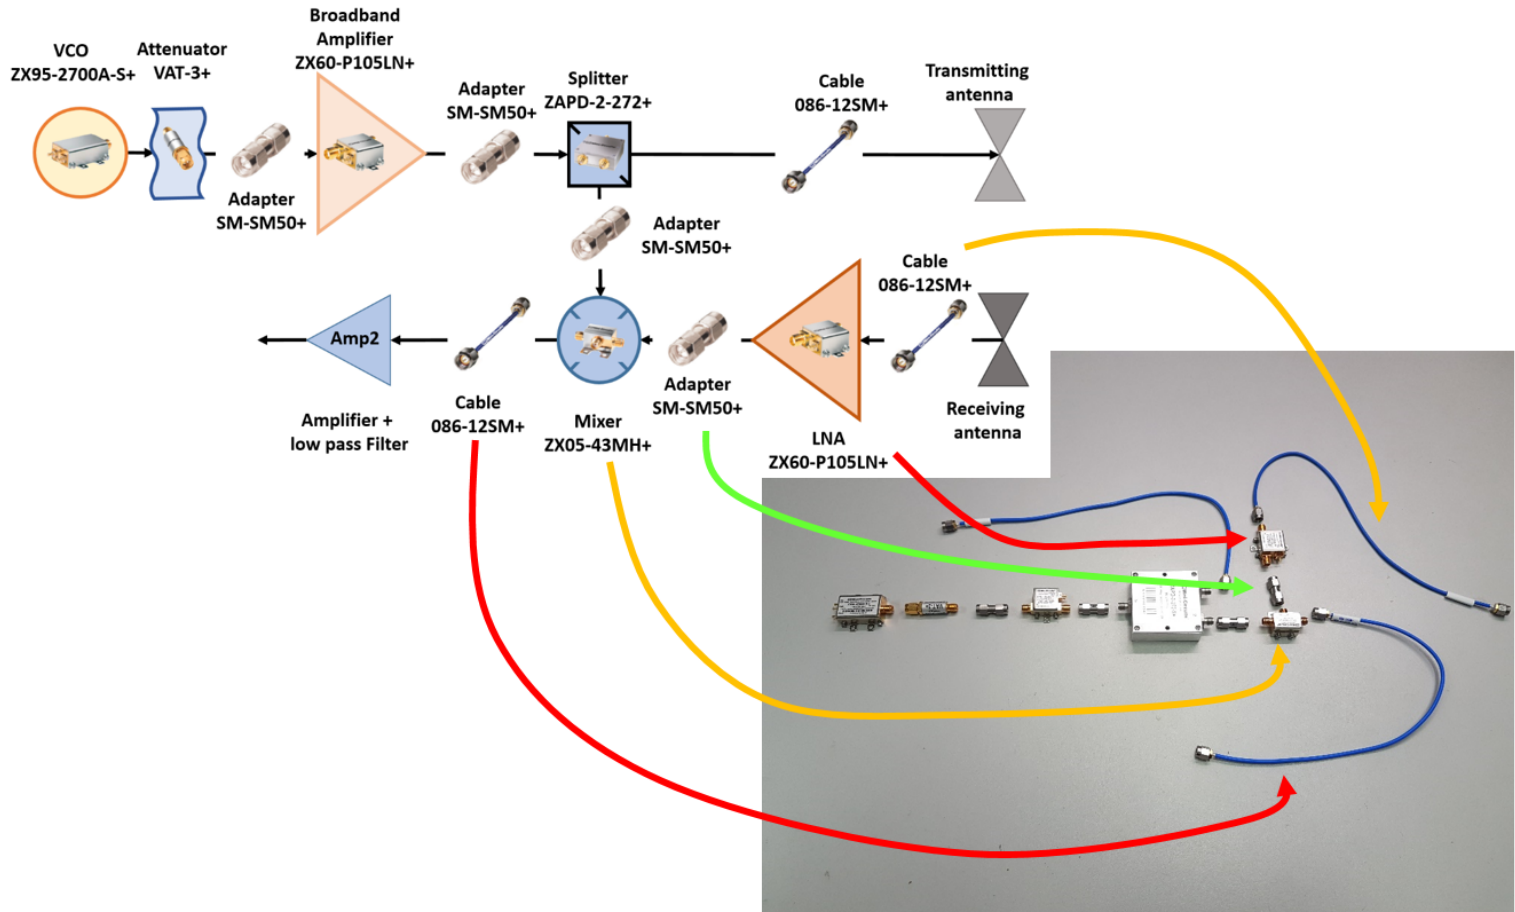 VCO
ZX95-2700A-S+
Attenuator
VAT-3+
Broadband
Amplifier
ZX60-P105LN+
Adapter
SM-SM50+
Adapter
SM-SM50+
Splitter
ZAPD-2-272+
Cable
086-12SM+
Transmitting
antenna
Adapter
SM-SM50+
Cable
086-12SM+
Amp2
Amplifier +
low pass Filter
Cable
086-12SM+
Mixer
ZX05-43MH+
Adapter
SM-SM50+
LNA
ZX60-P105LN+
Receiving
antenna